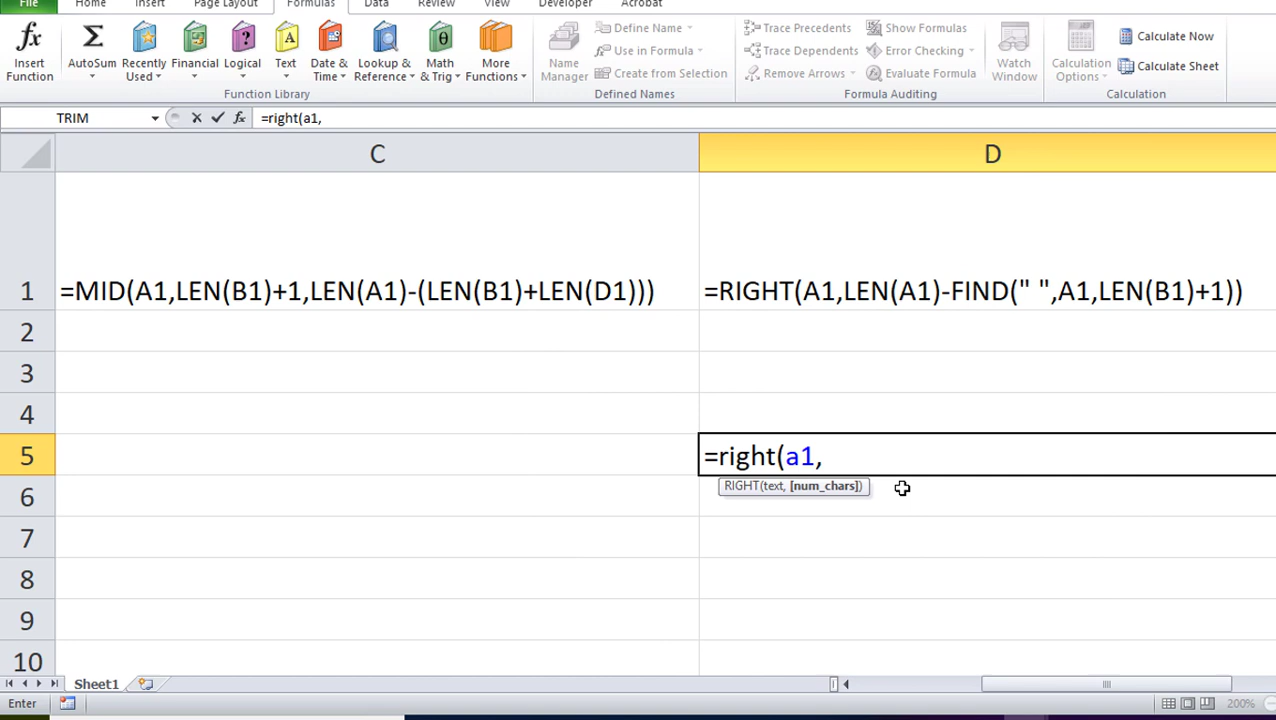 File Home Insert Page Layout Formulas Data Review View Developer Acrobat
Insert Function
AutoSum
Recently Used
Financial
Logical
Text
Date & Time
Lookup & Reference
Math & Trig
More Functions
Function Library
Name Manager
Define Name
Use in Formula
Create from Selection
Defined Names
Trace Precedents
Trace Dependents
Remove Arrows
Show Formulas
Error Checking
Evaluate Formula
Formula Auditing
Watch Window
Calculation Options
Calculate Now
Calculate Sheet
Calculation
TRIM fx =right(a1,
C D
1 =MID(A1,LEN(B1)+1,LEN(A1)-(LEN(B1)+LEN(D1))) =RIGHT(A1,LEN(A1)-FIND(" ",A1,LEN(B1)+1))
2
3
4
5 =right(a1,
RIGHT(text, [num_chars])
6
7
8
9
10
Sheet1
Enter 200%